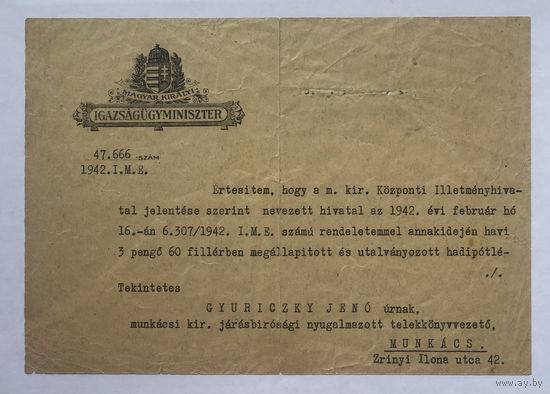 MAGYAR KIRÁLYI
IGAZSÁGÜGYMINISZTER
47.666 SZÁM
1942.I.M.E.
Értesitem, hogy a m. kir. Központi Illetményhiva-
tal jelentése szerint nevezett hivatal az 1942. évi február hó
16.-án 6.307/1942. I.M.E. számú rendeletemmel annakidején havi
3 pengő 60 fillérben megállapitott és utalványozott hadipótlé-
./.
Tekintetes
GYURICZKY JENŐ úrnak,
munkácsi kir. járásbirósági nyugalmazott telekkönyvvezető,
MUNKÁCS.
Zrinyi Ilona utca 42.
www.ay.by